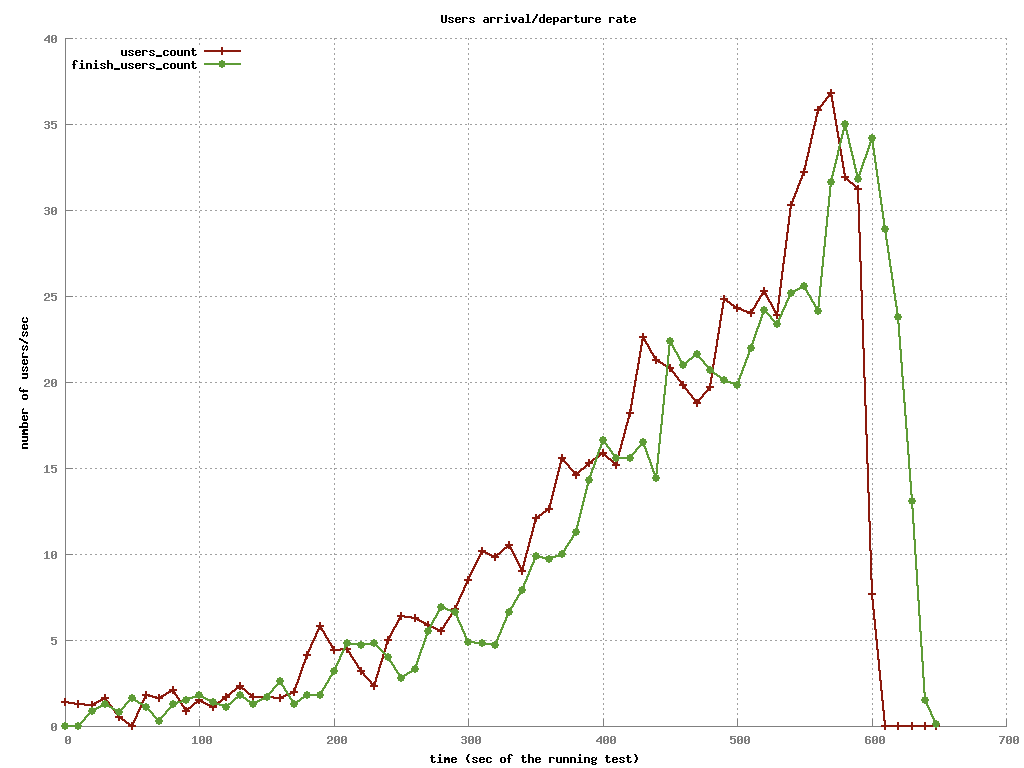 Users arrival/departure rate
users_count
finish_users_count
40
35
30
25
20
15
10
5
0
number of users/sec
0 100 200 300 400 500 600 700
time (sec of the running test)